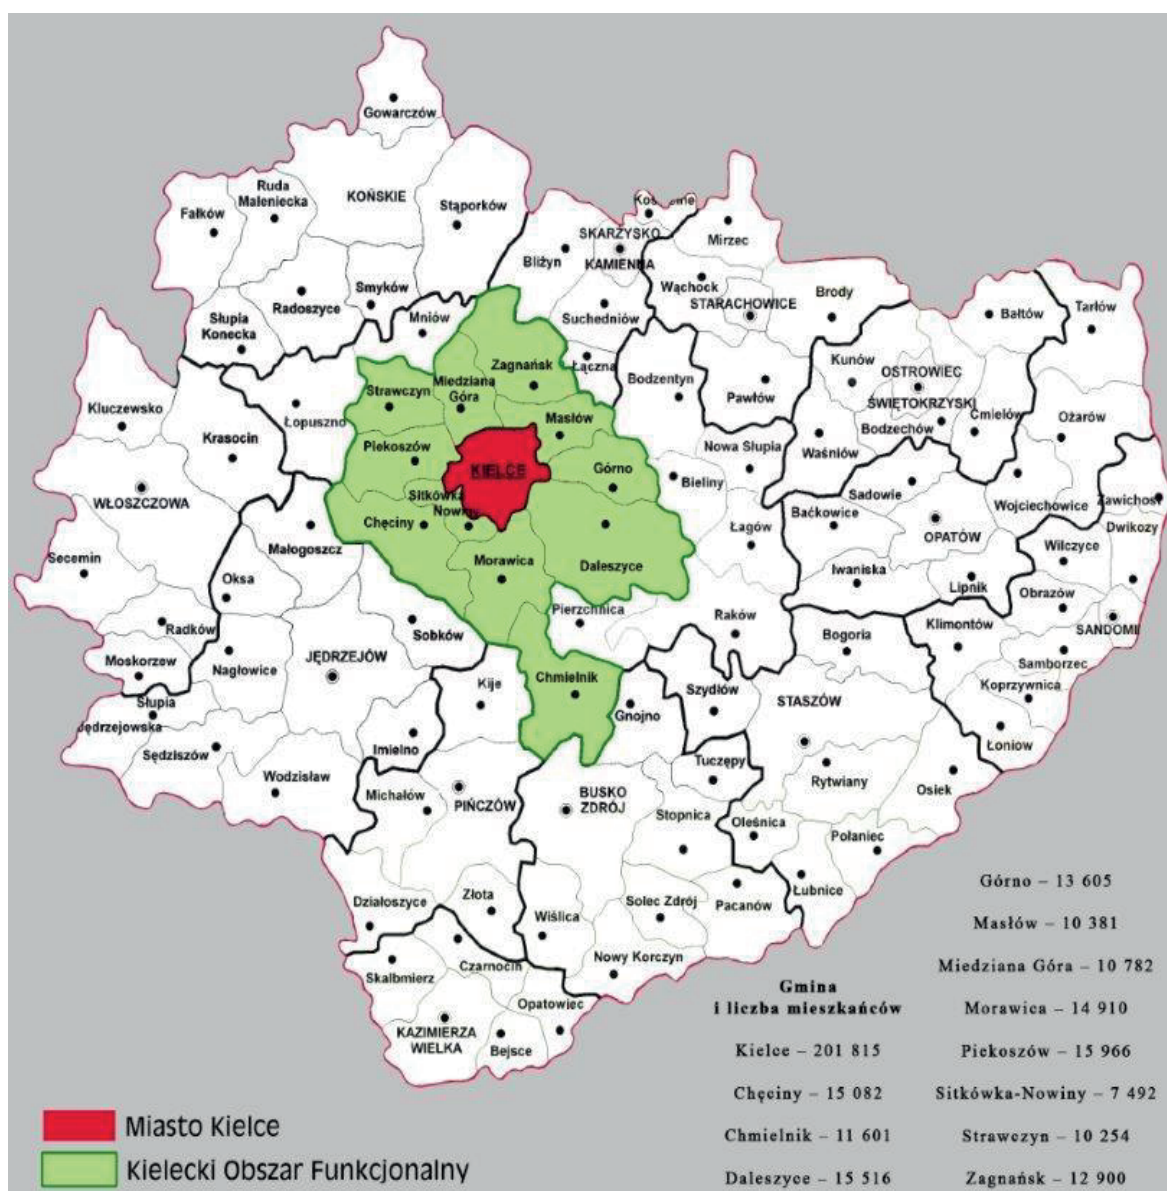 Gowarczów
Ruda
Maleniecka
KOŃSKIE
Stąporków
Fałków
Mirzec
SKARŻYSKO
KAMIENNA
Bliżyn
Wąchock
STARACHOWICE
Brody
Bałtów
Tarłów
Radoszyce
Smyków
Słupia
Konecka
Mniów
Suchedniów
Zagnańsk
Łączna
Bodzentyn
Pawłów
Kunów
OSTROWIEC
ŚWIĘTOKRZYSKI
Bodzechów
Ćmielów
Ożarów
Strawczyn
Miedziana
Góra
Masłów
Kluczewsko
Krasocin
Łopuszno
Piekoszów
KIELCE
Górno
Nowa Słupia
Waśniów
Bieliny
Sadowie
Wojciechowice
Zawichost
Dwikozy
WŁOSZCZOWA
Sitkówka
Nowiny
Chęciny
Łagów
Baćkowice
OPATÓW
Wilczyce
Małogoszcz
Secemin
Oksa
Morawica
Daleszyce
Iwaniska
Lipnik
Obrazów
Pierzchnica
Radków
Sobków
Raków
Bogoria
Klimontów
SANDOMI
Samborzec
Moskorzew
Nagłowice
JĘDRZEJÓW
Kije
Chmielnik
Gnojno
Szydłów
STASZÓW
Koprzywnica
Słupia
Jędrzejowska
Sędziszów
Imielno
Łoniow
Wodzisław
Michałów
PIŃCZÓW
BUSKO
ZDRÓJ
Tuczępy
Rytwiany
Osiek
Stopnica
Oleśnica
Połaniec
Łubnice
Działoszyce
Złota
Wiślica
Solec Zdrój
Pacanów
Nowy Korczyn
Skalbmierz
Czarnocin
Opatowiec
KAZIMIERZA
WIELKA
Bejsce
Gmina
i liczba mieszkańców
Kielce – 201 815
Chęciny – 15 082
Chmielnik – 11 601
Daleszyce – 15 516
Górno – 13 605
Masłów – 10 381
Miedziana Góra – 10 782
Morawica – 14 910
Piekoszów – 15 966
Sitkówka-Nowiny – 7 492
Strawczyn – 10 254
Zagnańsk – 12 900
Miasto Kielce
Kielecki Obszar Funkcjonalny